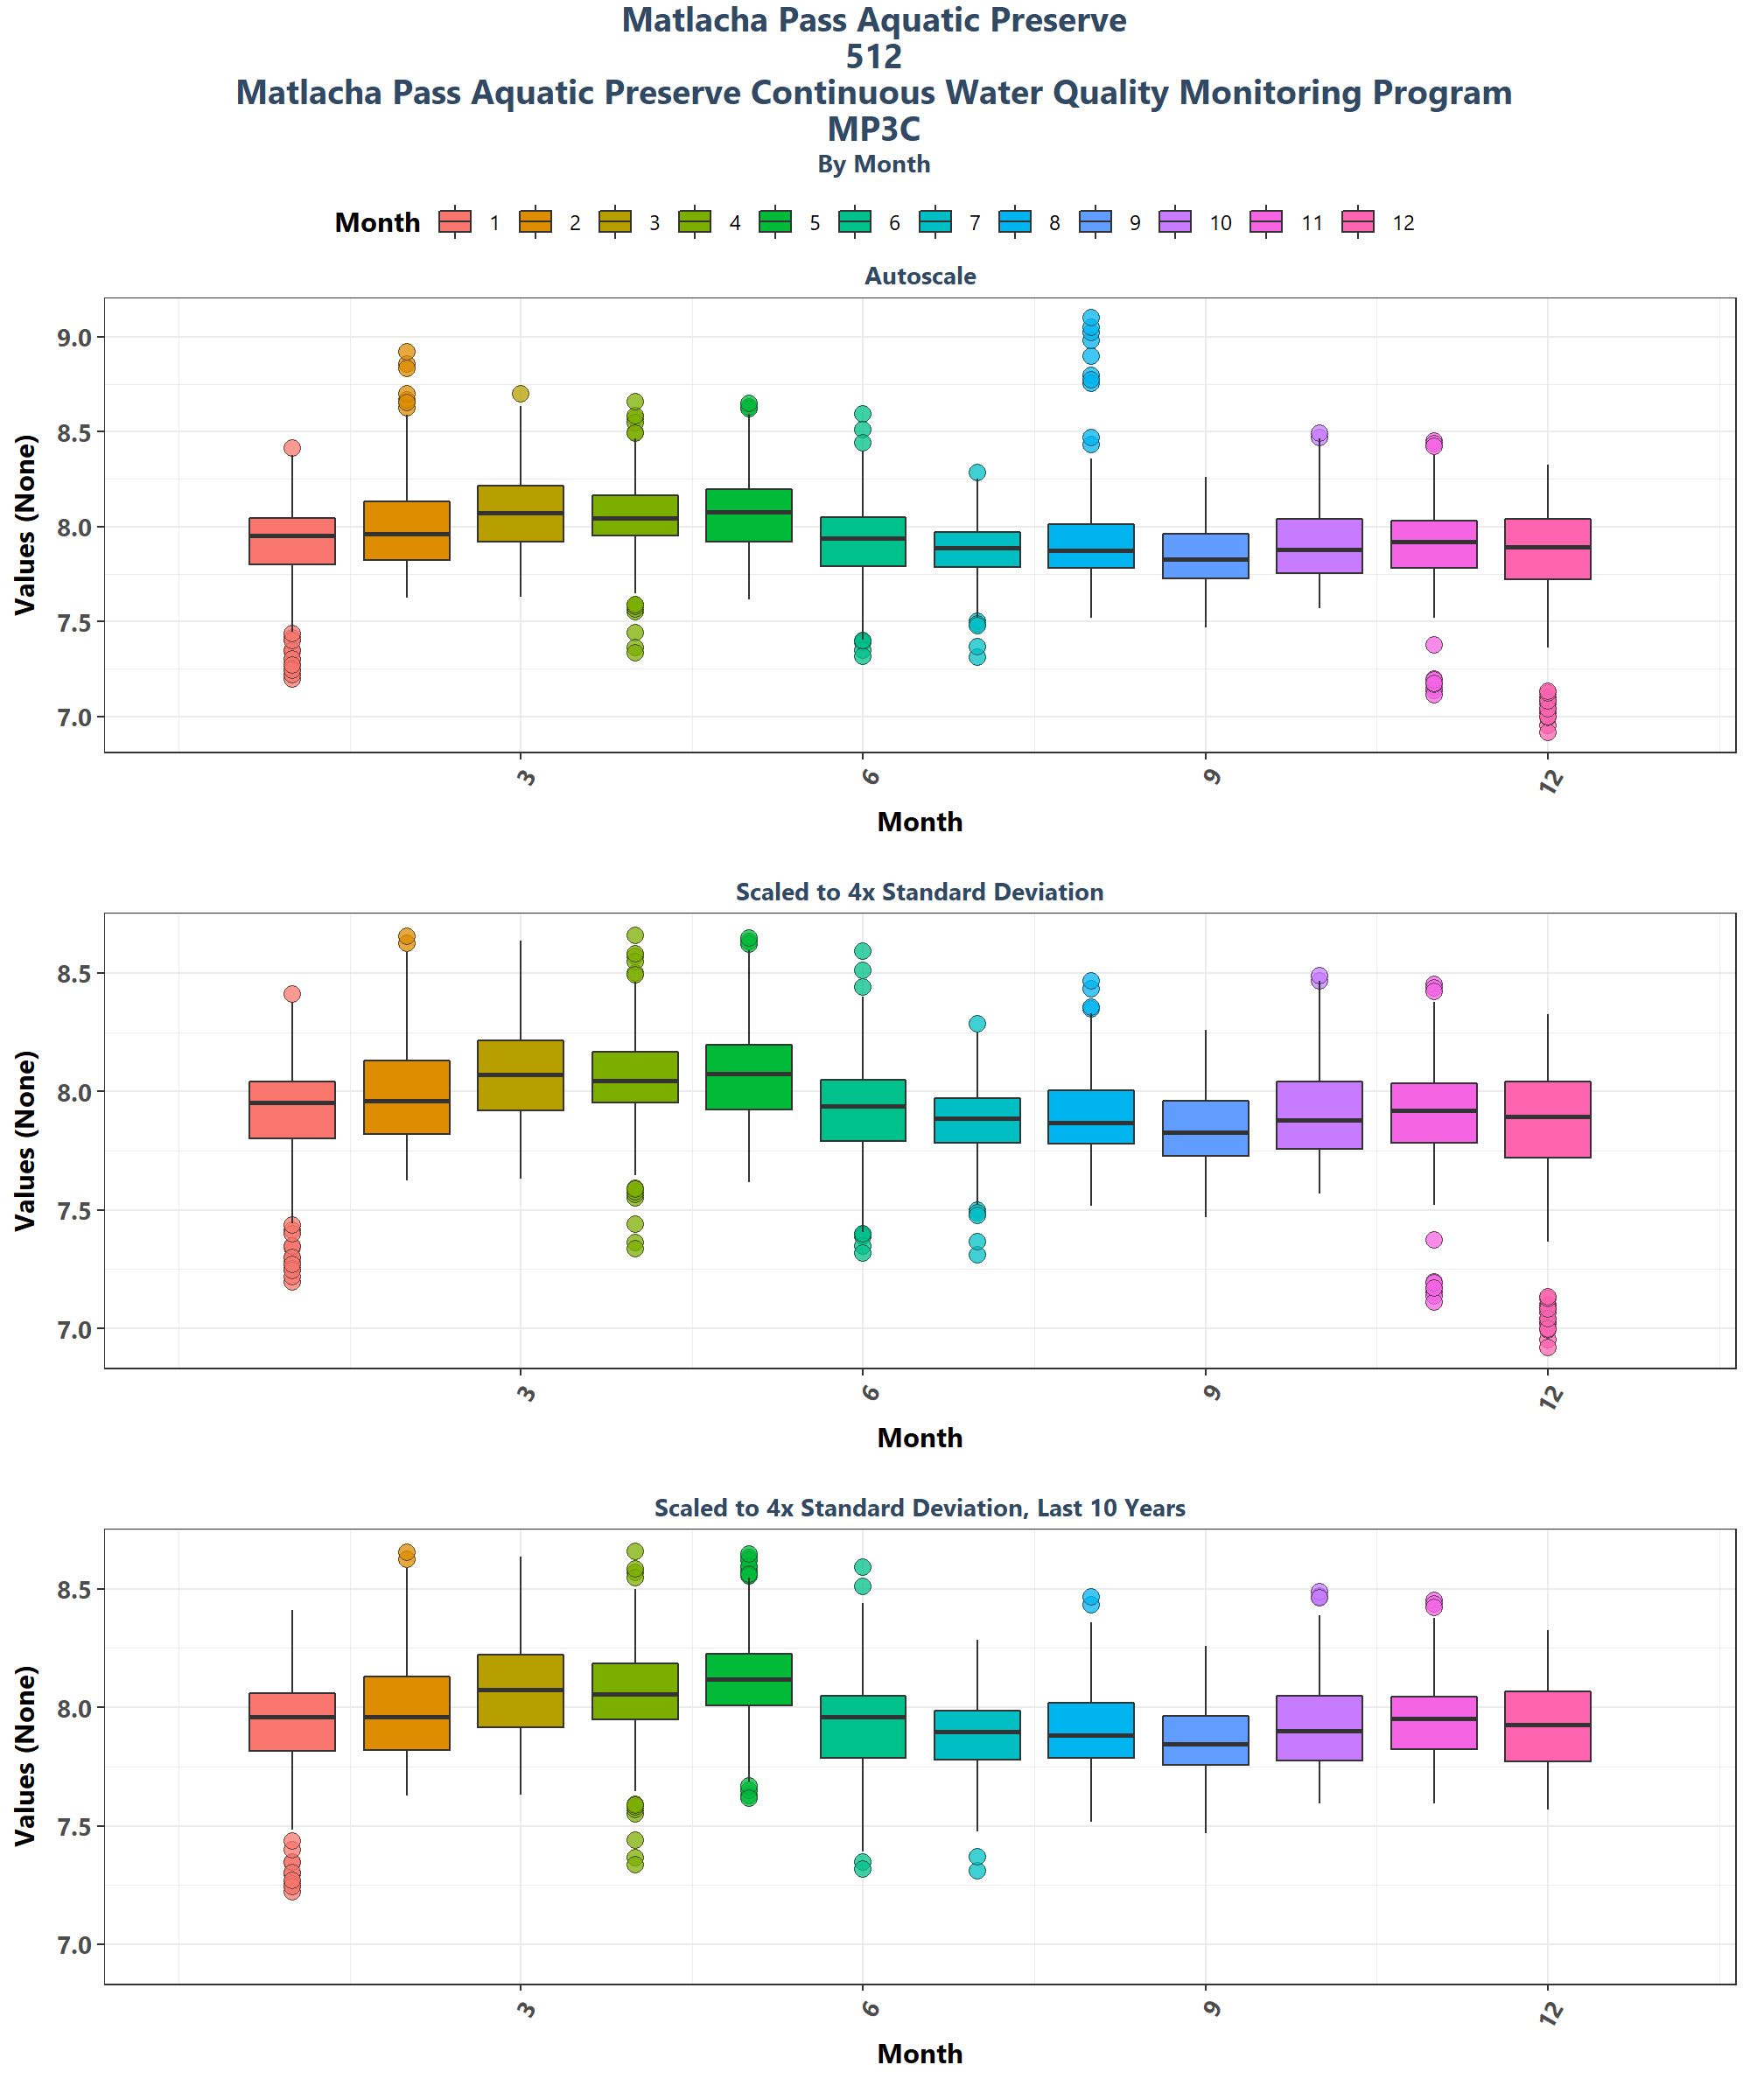 Matlacha Pass Aquatic Preserve
512
Matlacha Pass Aquatic Preserve Continuous Water Quality Monitoring Program
MP3C
By Month
Month 1 2 3 4 5 6 7 8 9 10 11 12
Autoscale
Values (None)
9.0
8.5
8.0
7.5
7.0
3 6 9 12
Month
Scaled to 4x Standard Deviation
Values (None)
8.5
8.0
7.5
7.0
3 6 9 12
Month
Scaled to 4x Standard Deviation, Last 10 Years
Values (None)
8.5
8.0
7.5
7.0
3 6 9 12
Month